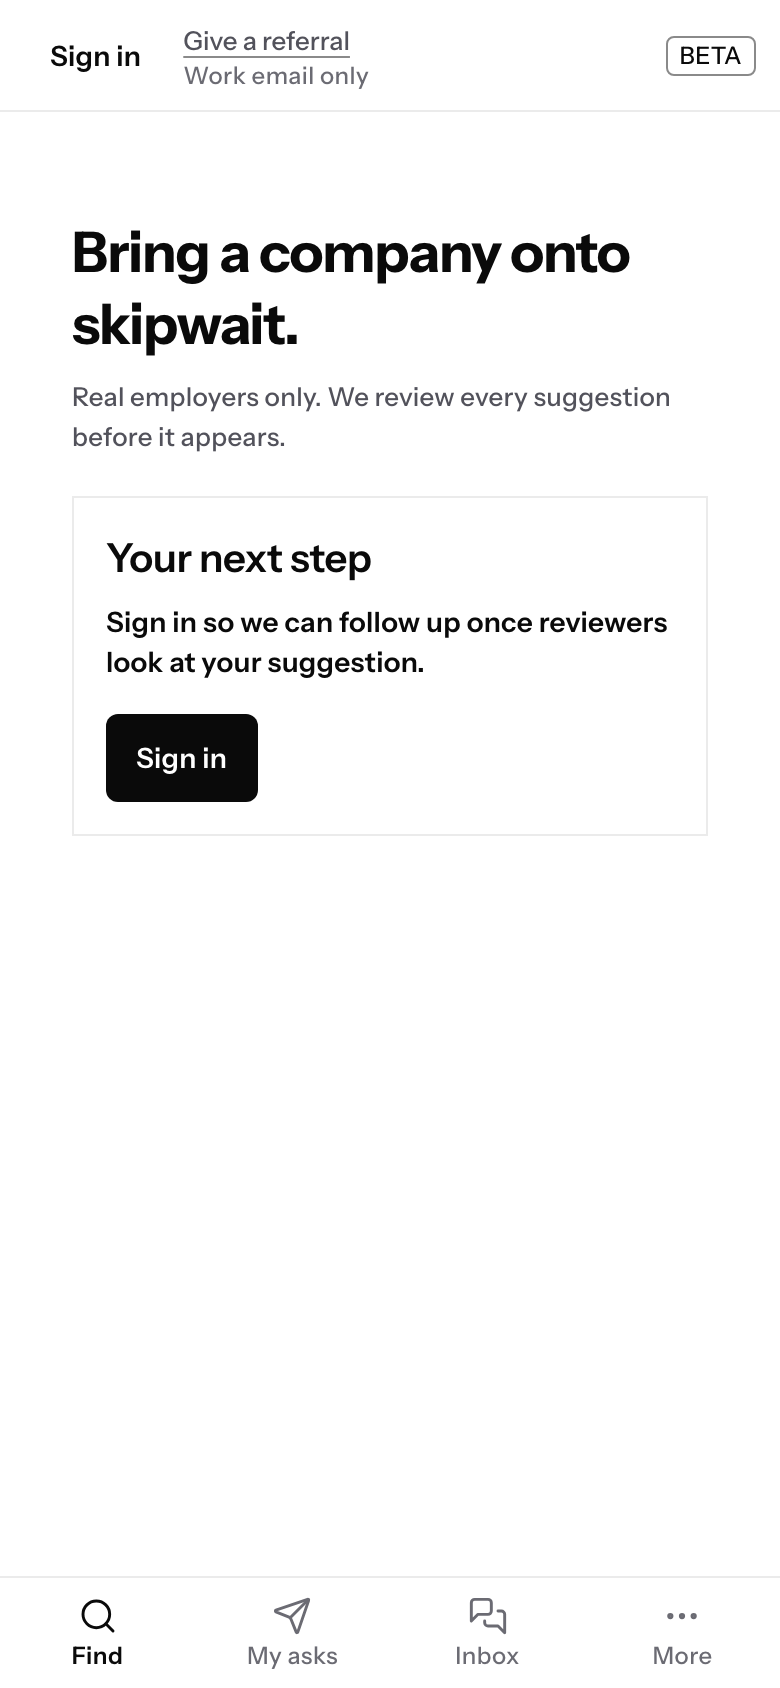 Sign in
Give a referral
Work email only
BETA
Bring a company onto
skipwait.
Real employers only. We review every suggestion
before it appears.
Your next step
Sign in so we can follow up once reviewers
look at your suggestion.
Sign in
Find
My asks
Inbox
More